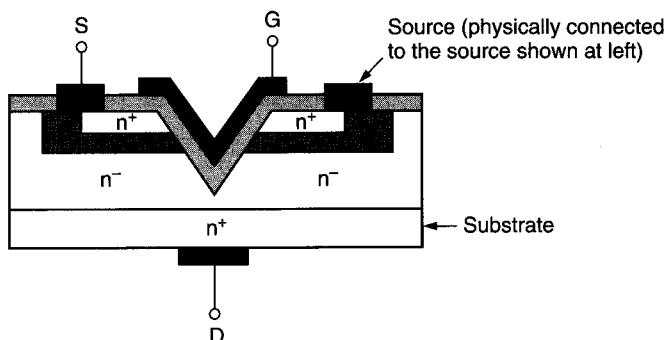 S
G
Source (physically connected
to the source shown at left)
n⁺
n⁺
n⁻
n⁻
n⁺
Substrate
D